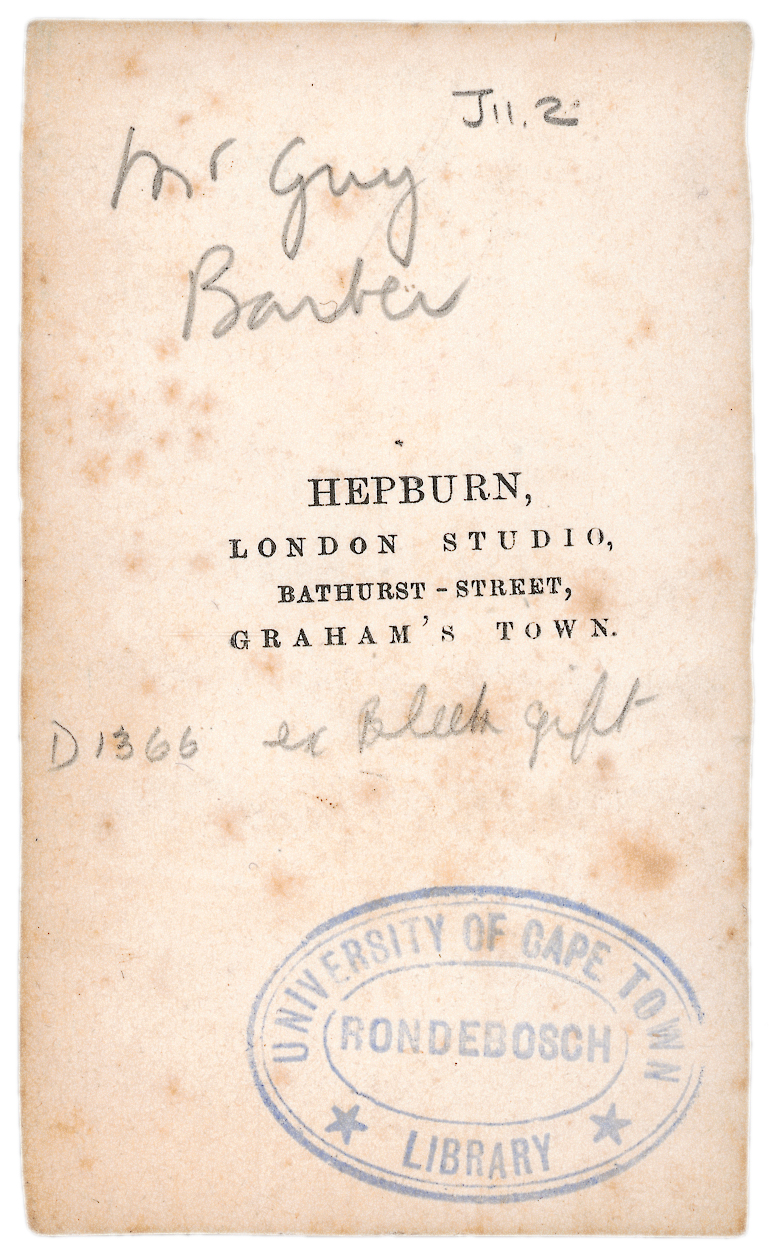 J11.2
Mr Guy
Barber
HEPBURN,
LONDON STUDIO,
BATHURST-STREET,
GRAHAM'S TOWN.
D1366 ex Bleek gift
UNIVERSITY OF CAPE TOWN
RONDEBOSCH
LIBRARY